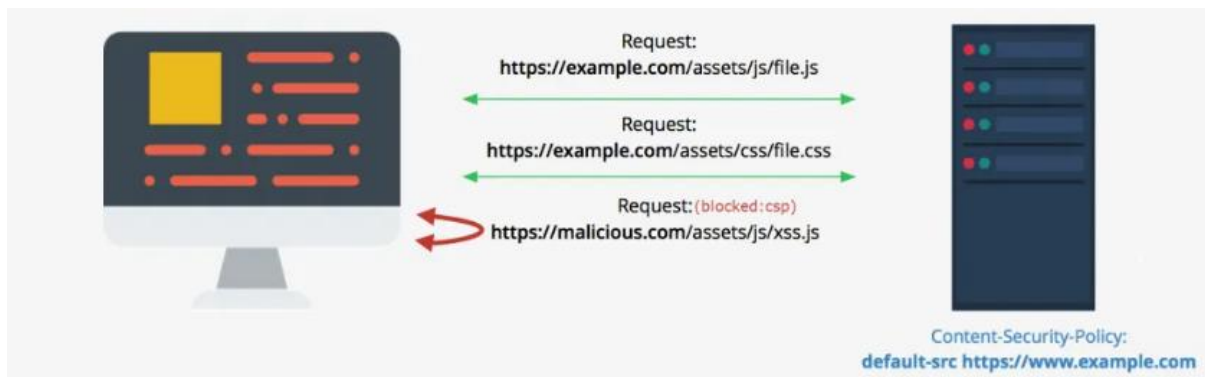 Request:
https://example.com/assets/js/file.js
Request:
https://example.com/assets/css/file.css
Request:(blocked:csp)
https://malicious.com/assets/js/xss.js
Content-Security-Policy:
default-src https://www.example.com